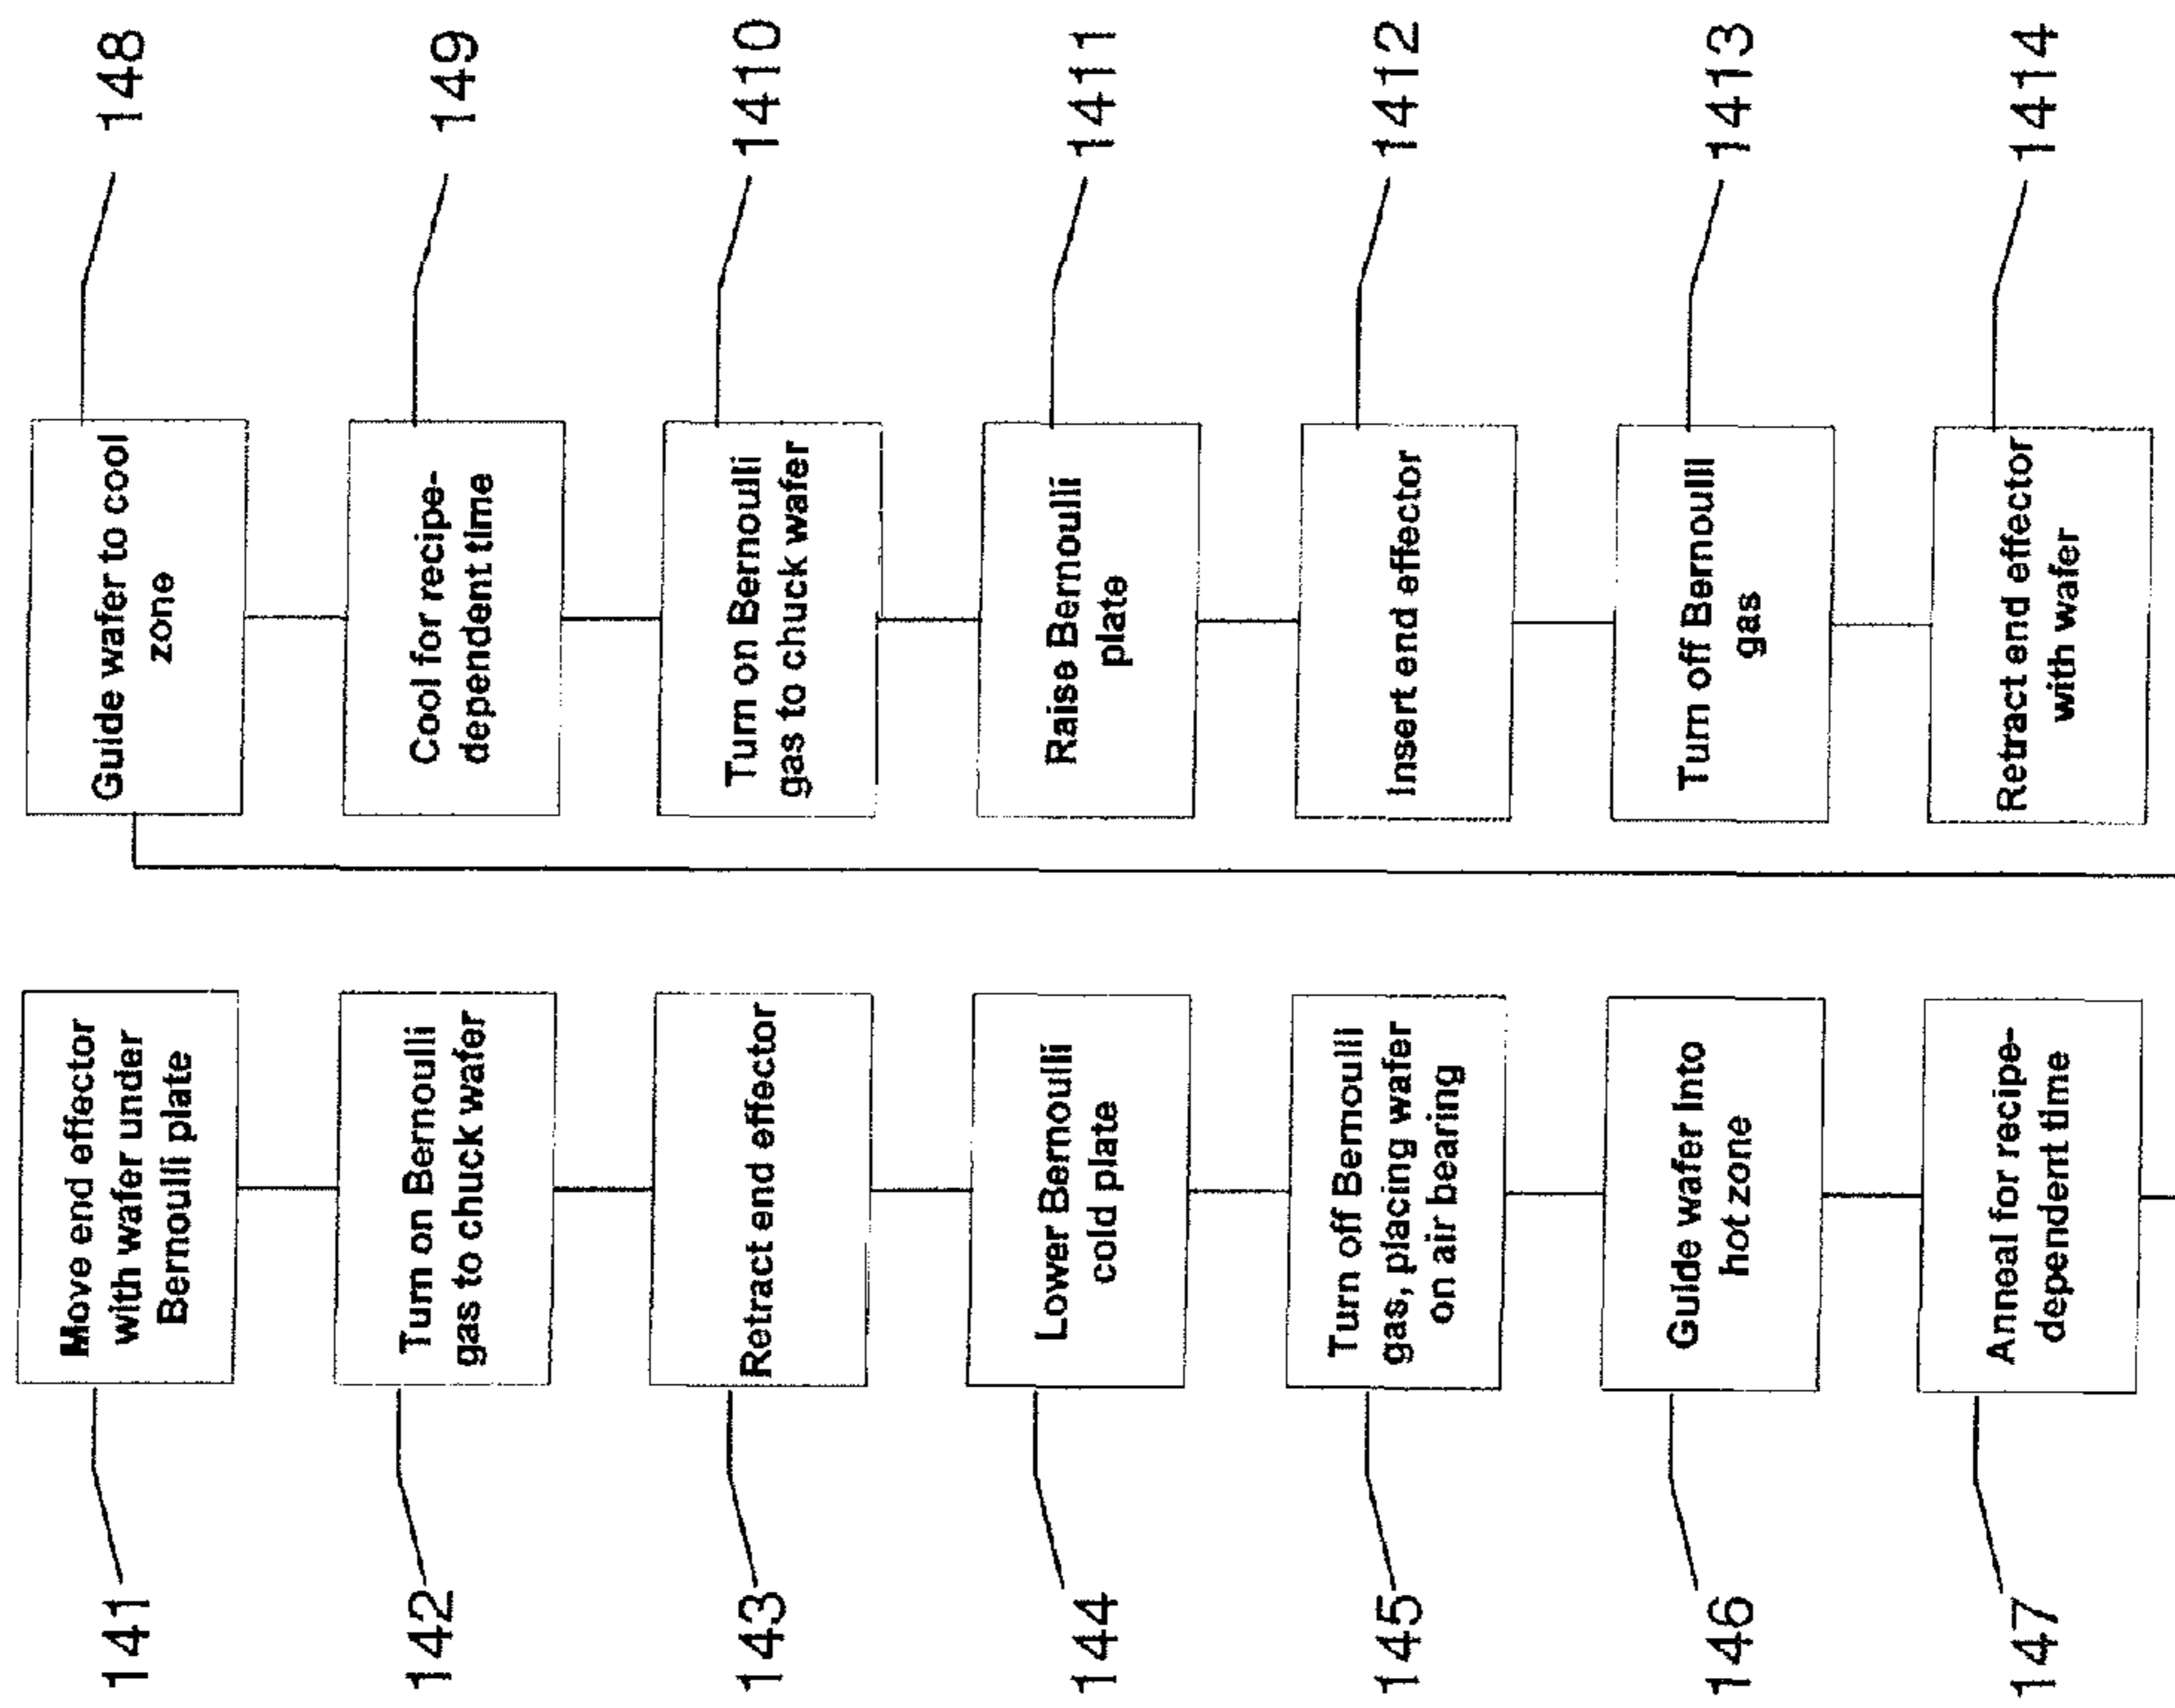 141
Move end effector
with wafer under
Bernoulli plate
142
Turn on Bernoulli
gas to chuck wafer
143
Retract end effector
144
Lower Bernoulli
cold plate
145
Turn off Bernoulli
gas, placing wafer
on air bearing
146
Guide wafer Into
hot zone
147
Anneal for recipe-
dependent time
148
Guide wafer to cool
zone
149
Cool for recipe-
dependent time
1410
Turn on Bernoulli
gas to chuck wafer
1411
Raise Bernoulli
plate
1412
Insert end effector
1413
Turn off Bernoulli
gas
1414
Retract end effector
with wafer